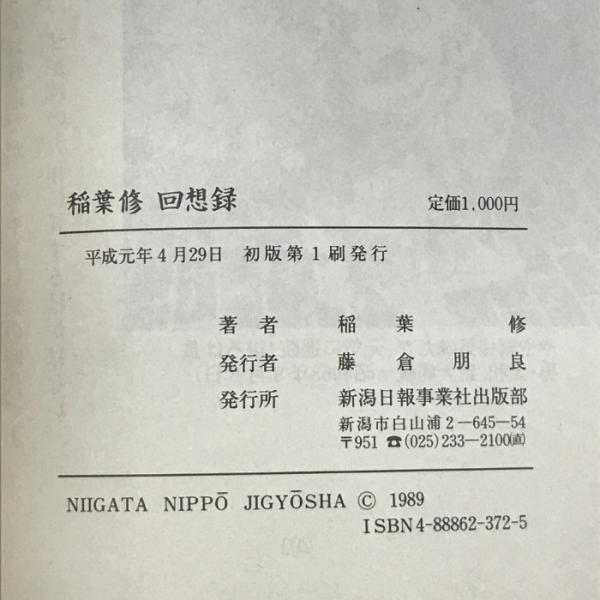 稲葉修 回想録 定価1,000円
平成元年4月29日 初版第1刷発行
著者 稲葉修
発行者 藤倉朋良
発行所 新潟日報事業社出版部
新潟市白山浦2―645―54
〒951 ☎(025)233―2100㈹
NIIGATA NIPPŌ JIGYŌSHA © 1989
ISBN4-88862-372-5